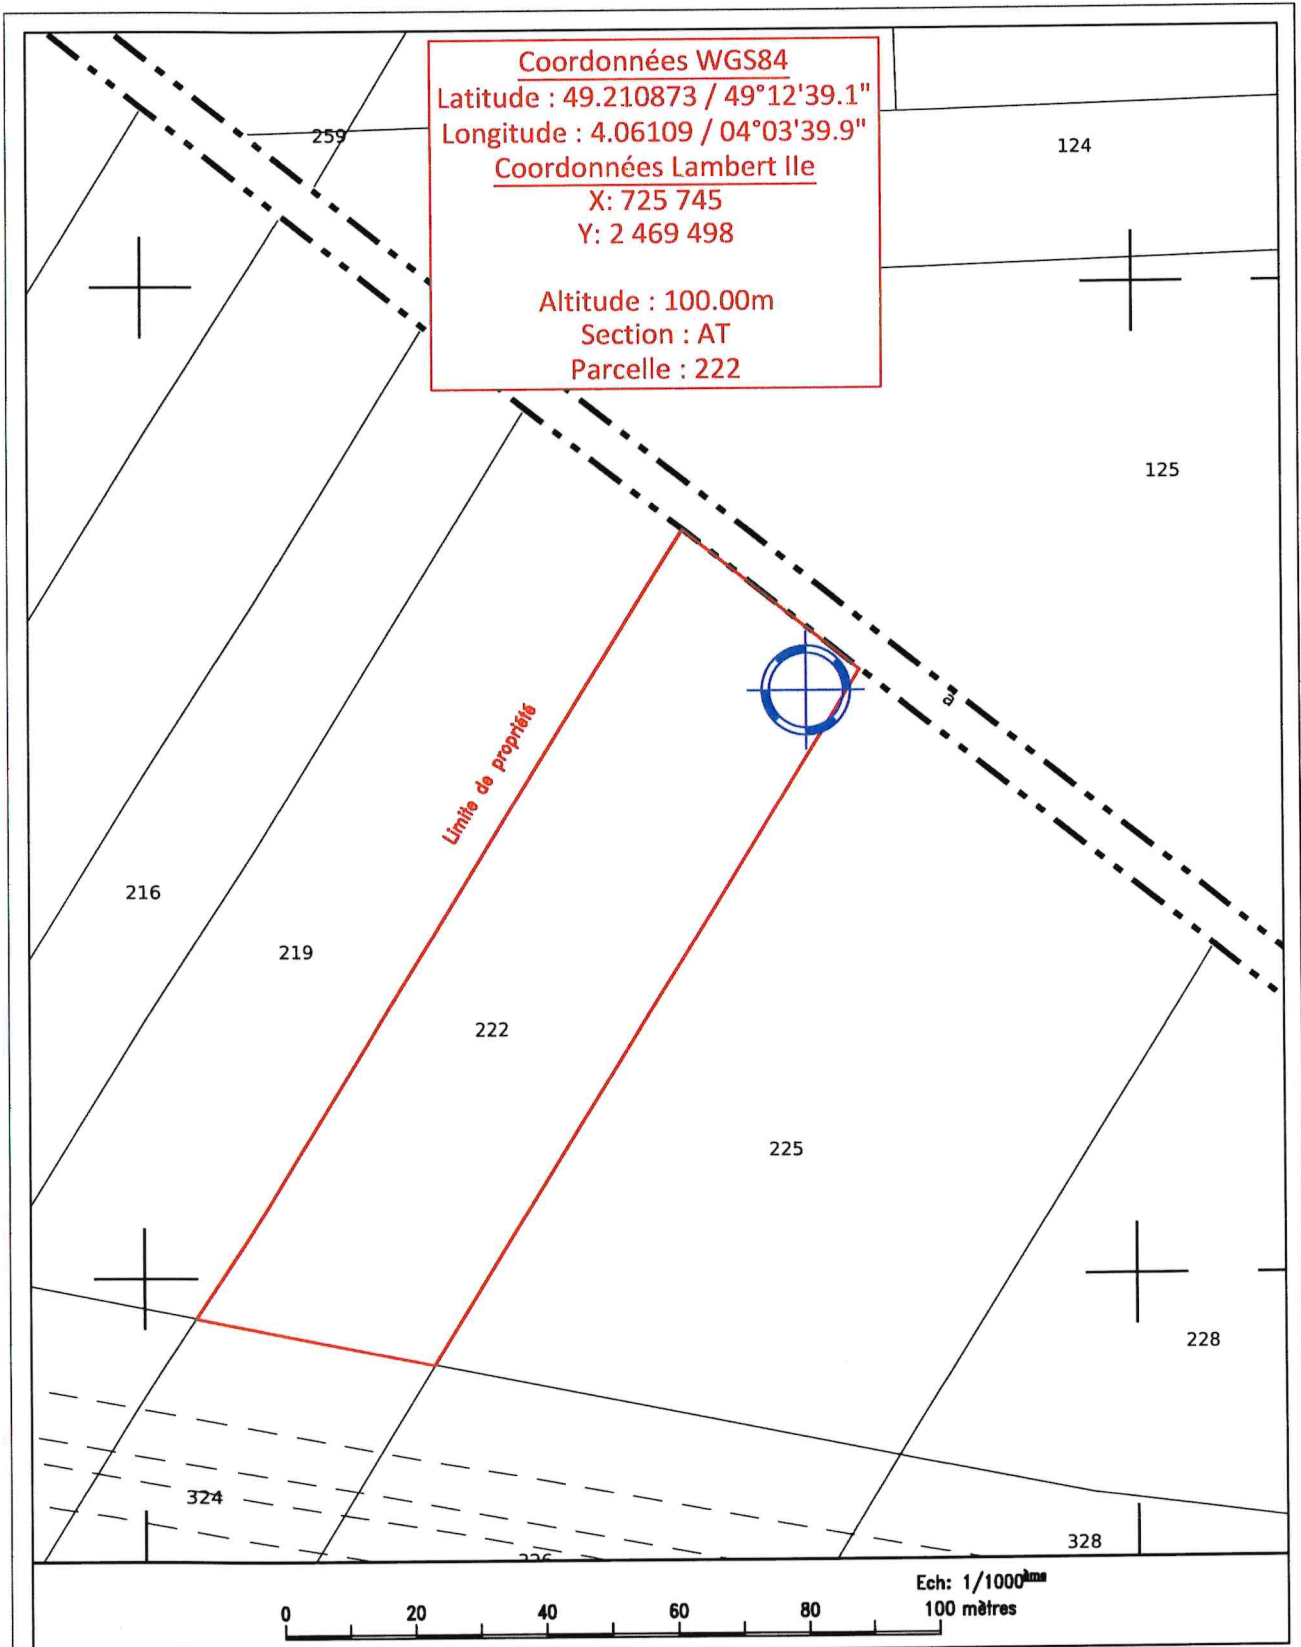 Coordonnées WGS84
Latitude : 49.210873 / 49°12'39.1"
Longitude : 4.06109 / 04°03'39.9"
Coordonnées Lambert IIe
X: 725 745
Y: 2 469 498
Altitude : 100.00m
Section : AT
Parcelle : 222
259
124
125
Limite de propriété
216
219
222
225
228
324
328
Ech: 1/1000ème
0 20 40 60 80 100 mètres